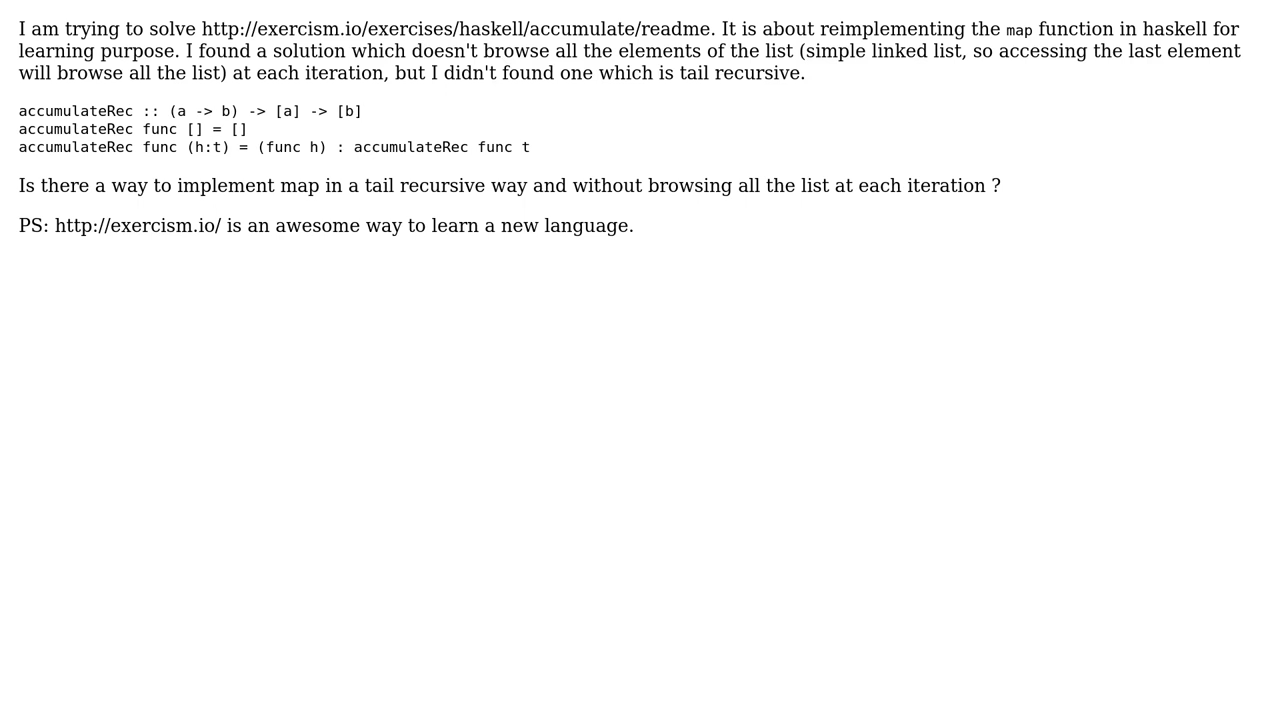 I am trying to solve http://exercism.io/exercises/haskell/accumulate/readme. It is about reimplementing the map function in haskell for
learning purpose. I found a solution which doesn't browse all the elements of the list (simple linked list, so accessing the last element
will browse all the list) at each iteration, but I didn't found one which is tail recursive.
accumulateRec :: (a -> b) -> [a] -> [b]
accumulateRec func [] = []
accumulateRec func (h:t) = (func h) : accumulateRec func t
Is there a way to implement map in a tail recursive way and without browsing all the list at each iteration ?
PS: http://exercism.io/ is an awesome way to learn a new language.